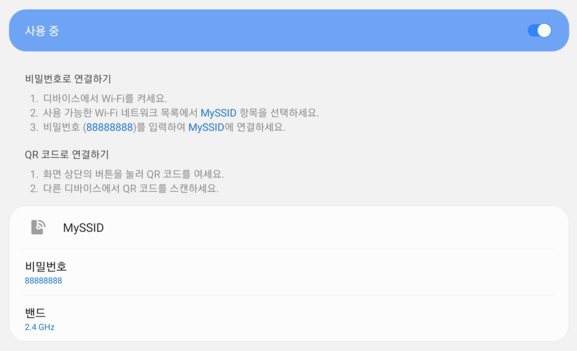 사용 중
비밀번호로 연결하기
1. 디바이스에서 Wi-Fi를 켜세요.
2. 사용 가능한 Wi-Fi 네트워크 목록에서 MySSID 항목을 선택하세요.
3. 비밀번호 (88888888)를 입력하여 MySSID에 연결하세요.
QR 코드로 연결하기
1. 화면 상단의 버튼을 눌러 QR 코드를 여세요.
2. 다른 디바이스에서 QR 코드를 스캔하세요.
MySSID
비밀번호
88888888
밴드
2.4 GHz